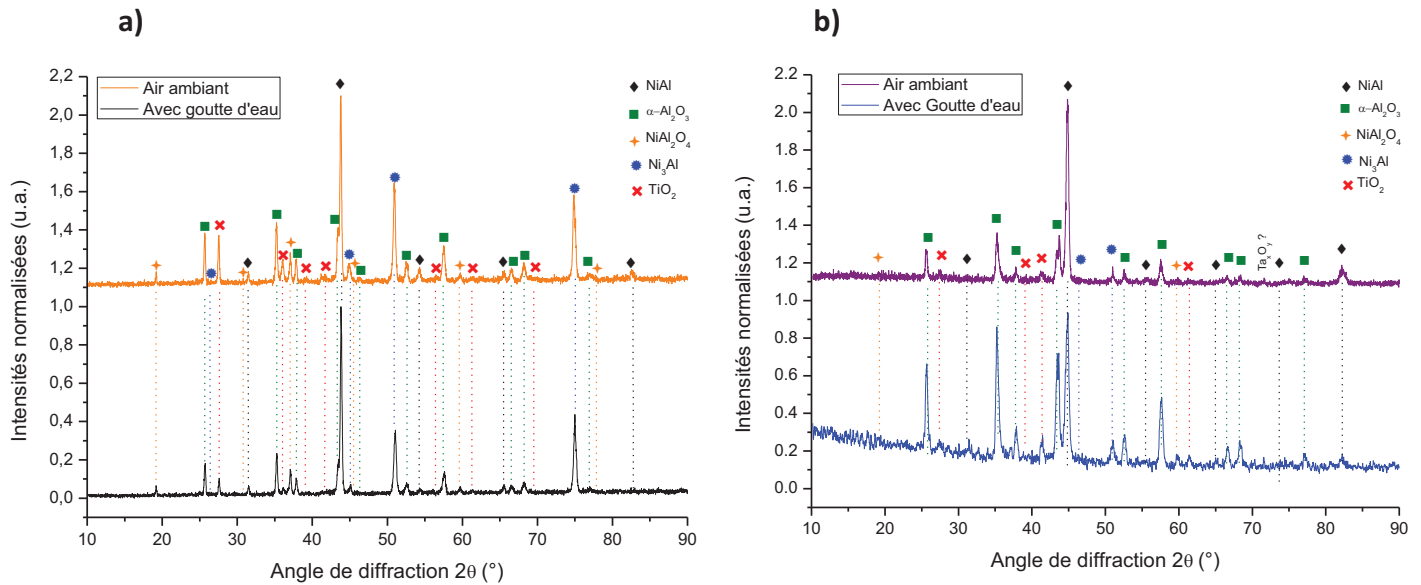 a)
Air ambiant
Avec goutte d'eau
NiAl
α–Al₂O₃
NiAl₂O₄
Ni₃Al
TiO₂
Intensités normalisées (u.a.)
2,2
2,0
1,8
1,6
1,4
1,2
1,0
0,8
0,6
0,4
0,2
0,0
10 20 30 40 50 60 70 80 90
Angle de diffraction 2θ (°)
b)
Air ambiant
Avec Goutte d'eau
NiAl
α–Al₂O₃
NiAl₂O₄
Ni₃Al
TiO₂
TaₓOᵧ ?
Intensités normalisées (u.a.)
2.2
2.0
1.8
1.6
1.4
1.2
1.0
0.8
0.6
0.4
0.2
0.0
10 20 30 40 50 60 70 80 90
Angle de diffraction 2θ (°)